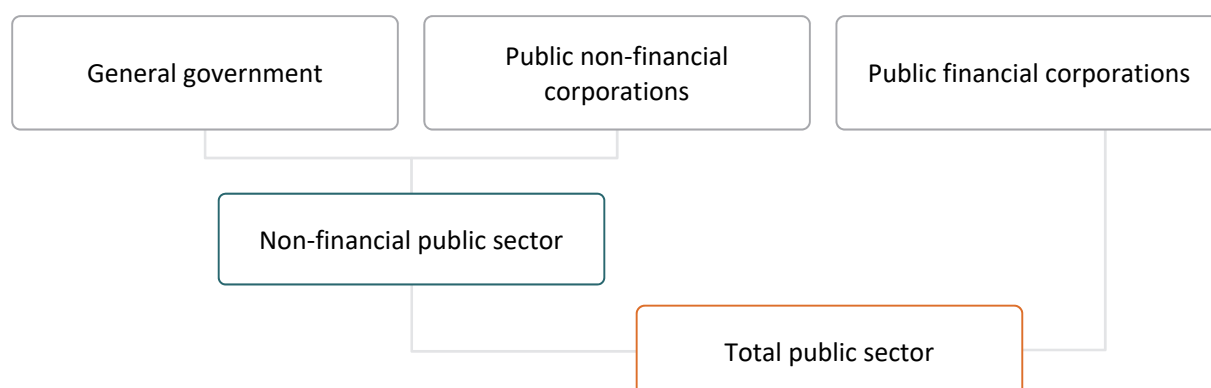 General government
Public non-financial
corporations
Public financial corporations
Non-financial public sector
Total public sector